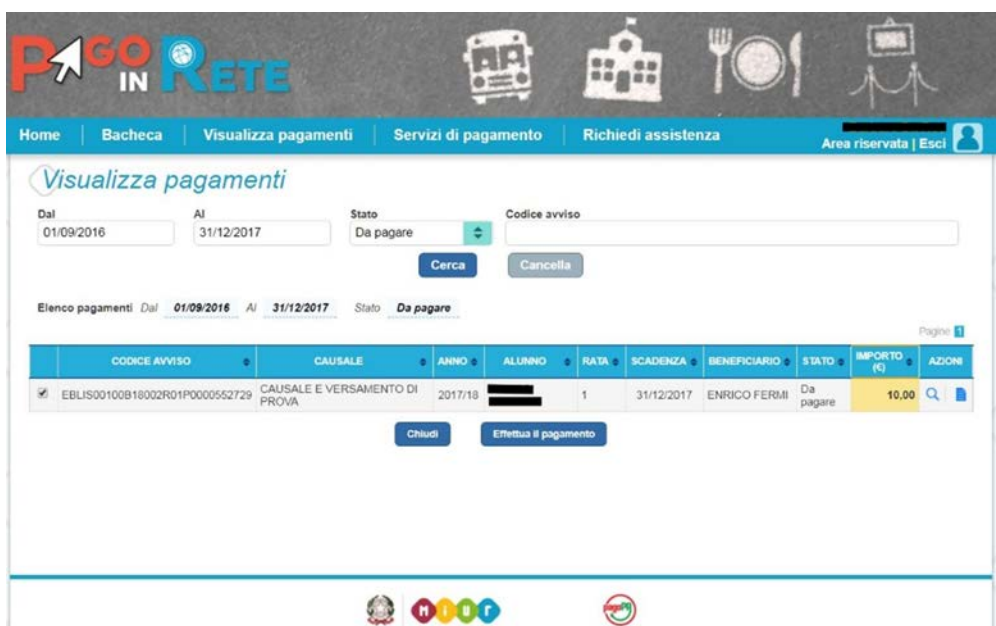 PAGO IN RETE
Home Bacheca Visualizza pagamenti Servizi di pagamento Richiedi assistenza
Area riservata | Esci
Visualizza pagamenti
Dal Al Stato Codice avviso
01/09/2016 31/12/2017 Da pagare
Cerca Cancella
Elenco pagamenti Dal 01/09/2016 Al 31/12/2017 Stato Da pagare
Pagine 1
CODICE AVVISO CAUSALE ANNO ALUNNO RATA SCADENZA BENEFICIARIO STATO IMPORTO (€) AZIONI
EBLIS00100B18002R01P0000552729 CAUSALE E VERSAMENTO DI PROVA 2017/18 1 31/12/2017 ENRICO FERMI Da pagare 10,00
Chiudi Effettua il pagamento
Miur pagoPA